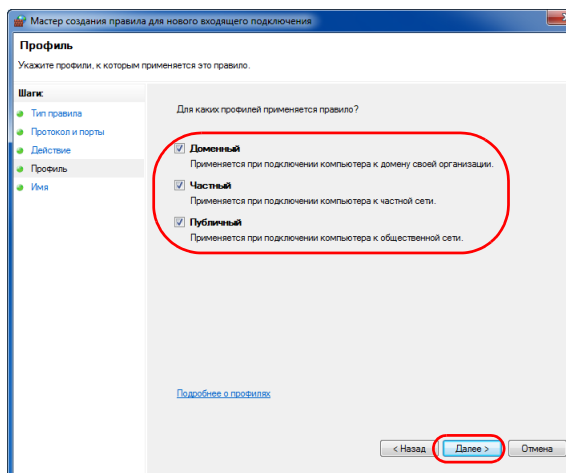 Мастер создания правила для нового входящего подключения
Профиль
Укажите профили, к которым применяется это правило.
Шаги:
Тип правила
Протокол и порты
Действие
Профиль
Имя
Для каких профилей применяется правило?
Доменный
Применяется при подключении компьютера к домену своей организации.
Частный
Применяется при подключении компьютера к частной сети.
Публичный
Применяется при подключении компьютера к общественной сети.
Подробнее о профилях
< Назад
Далее >
Отмена